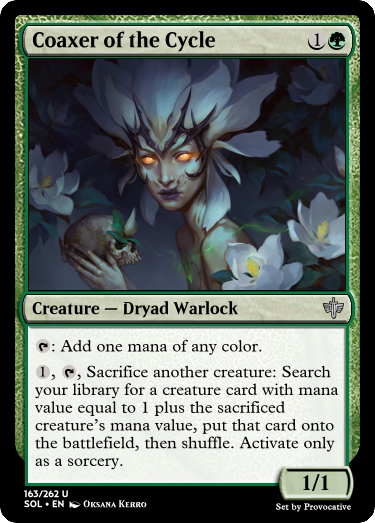 Coaxer of the Cycle 1
Creature — Dryad Warlock
: Add one mana of any color.
1, , Sacrifice another creature: Search
your library for a creature card with mana
value equal to 1 plus the sacrificed
creature's mana value, put that card onto
the battlefield, then shuffle. Activate only
as a sorcery.
1/1
163/262 U
SOL • EN Oksana Kerro
Set by Provocative